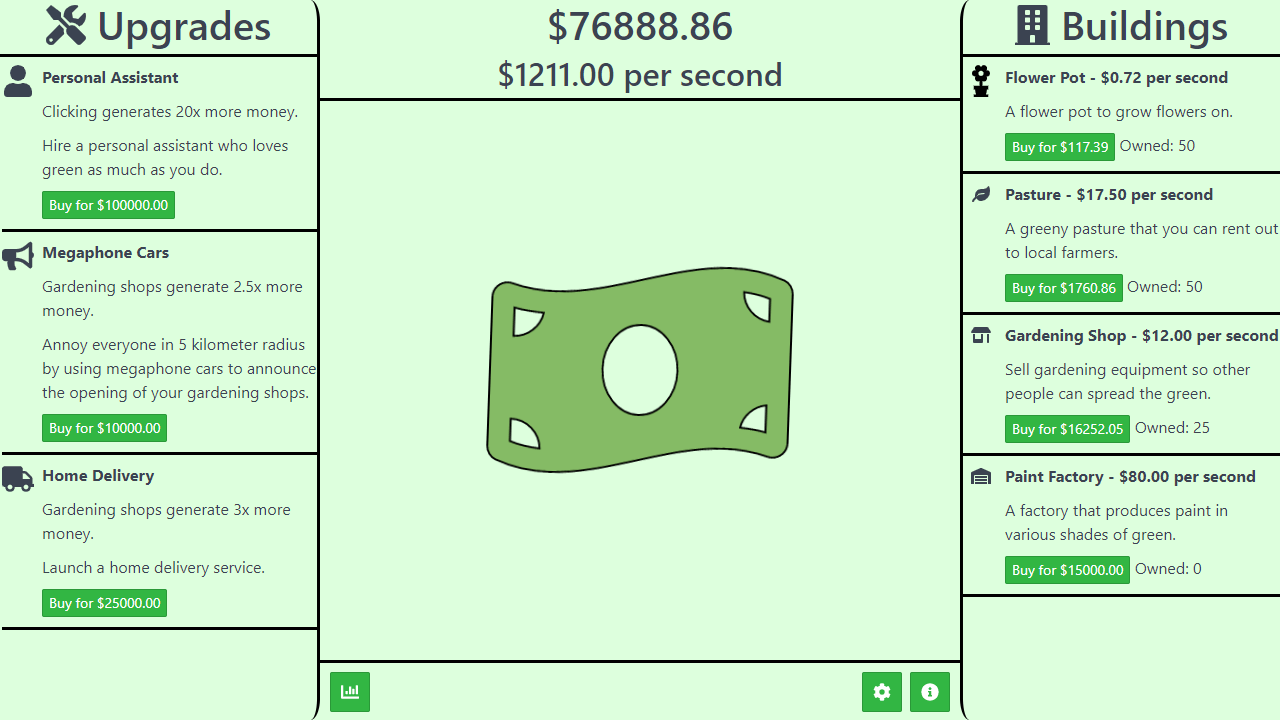 Upgrades
Personal Assistant
Clicking generates 20x more money.
Hire a personal assistant who loves
green as much as you do.
Buy for $100000.00
Megaphone Cars
Gardening shops generate 2.5x more
money.
Annoy everyone in 5 kilometer radius
by using megaphone cars to announce
the opening of your gardening shops.
Buy for $10000.00
Home Delivery
Gardening shops generate 3x more
money.
Launch a home delivery service.
Buy for $25000.00
$76888.86
$1211.00 per second
Buildings
Flower Pot - $0.72 per second
A flower pot to grow flowers on.
Buy for $117.39 Owned: 50
Pasture - $17.50 per second
A greeny pasture that you can rent out
to local farmers.
Buy for $1760.86 Owned: 50
Gardening Shop - $12.00 per second
Sell gardening equipment so other
people can spread the green.
Buy for $16252.05 Owned: 25
Paint Factory - $80.00 per second
A factory that produces paint in
various shades of green.
Buy for $15000.00 Owned: 0